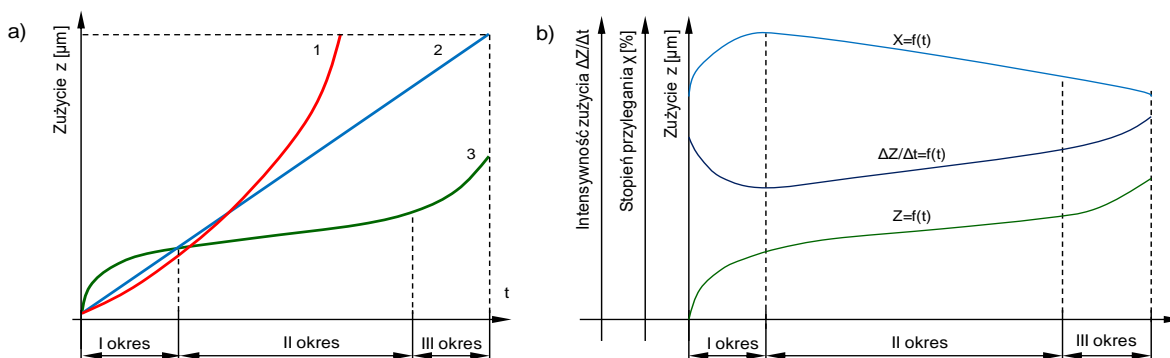 a)
Zużycie z [µm]
1
2
3
t
I okres
II okres
III okres
b)
Intensywność zużycia ΔZ/Δt
Stopień przylegania χ [%]
Zużycie z [µm]
X=f(t)
ΔZ/Δt=f(t)
Z=f(t)
I okres
II okres
III okres